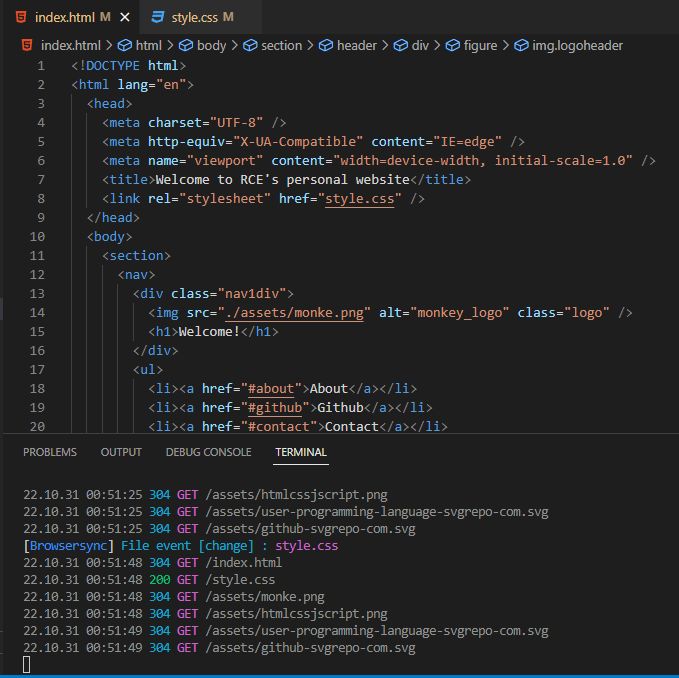 index.html M
style.css M
index.html > html > body > section > header > div > figure > img.logoheader
1 <!DOCTYPE html>
2 <html lang="en">
3 <head>
4 <meta charset="UTF-8" />
5 <meta http-equiv="X-UA-Compatible" content="IE=edge" />
6 <meta name="viewport" content="width=device-width, initial-scale=1.0" />
7 <title>Welcome to RCE's personal website</title>
8 <link rel="stylesheet" href="style.css" />
9 </head>
10 <body>
11 <section>
12 <nav>
13 <div class="nav1div">
14 <img src="./assets/monke.png" alt="monkey_logo" class="logo" />
15 <h1>Welcome!</h1>
16 </div>
17 <ul>
18 <li><a href="#about">About</a></li>
19 <li><a href="#github">Github</a></li>
20 <li><a href="#contact">Contact</a></li>
PROBLEMS OUTPUT DEBUG CONSOLE TERMINAL
22.10.31 00:51:25 304 GET /assets/htmlcssjscript.png
22.10.31 00:51:25 304 GET /assets/user-programming-language-svgrepo-com.svg
22.10.31 00:51:25 304 GET /assets/github-svgrepo-com.svg
[Browsersync] File event [change] : style.css
22.10.31 00:51:48 304 GET /index.html
22.10.31 00:51:48 200 GET /style.css
22.10.31 00:51:48 304 GET /assets/monke.png
22.10.31 00:51:48 304 GET /assets/htmlcssjscript.png
22.10.31 00:51:49 304 GET /assets/user-programming-language-svgrepo-com.svg
22.10.31 00:51:49 304 GET /assets/github-svgrepo-com.svg